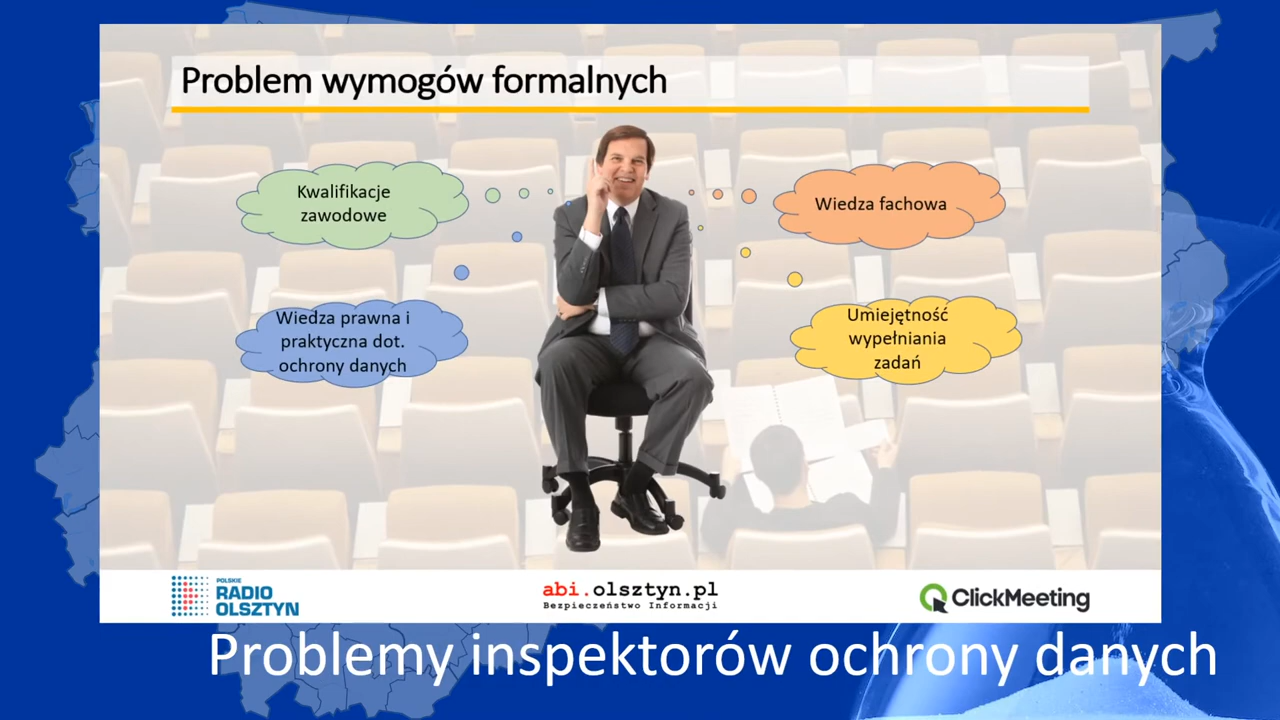 Problem wymogów formalnych
Kwalifikacje
zawodowe
Wiedza fachowa
Wiedza prawna i
praktyczna dot.
ochrony danych
Umiejętność
wypełniania
zadań
POLSKIE
RADIO
OLSZTYN
abi.olsztyn.pl
Bezpieczeństwo Informacji
ClickMeeting
Problemy inspektorów ochrony danych